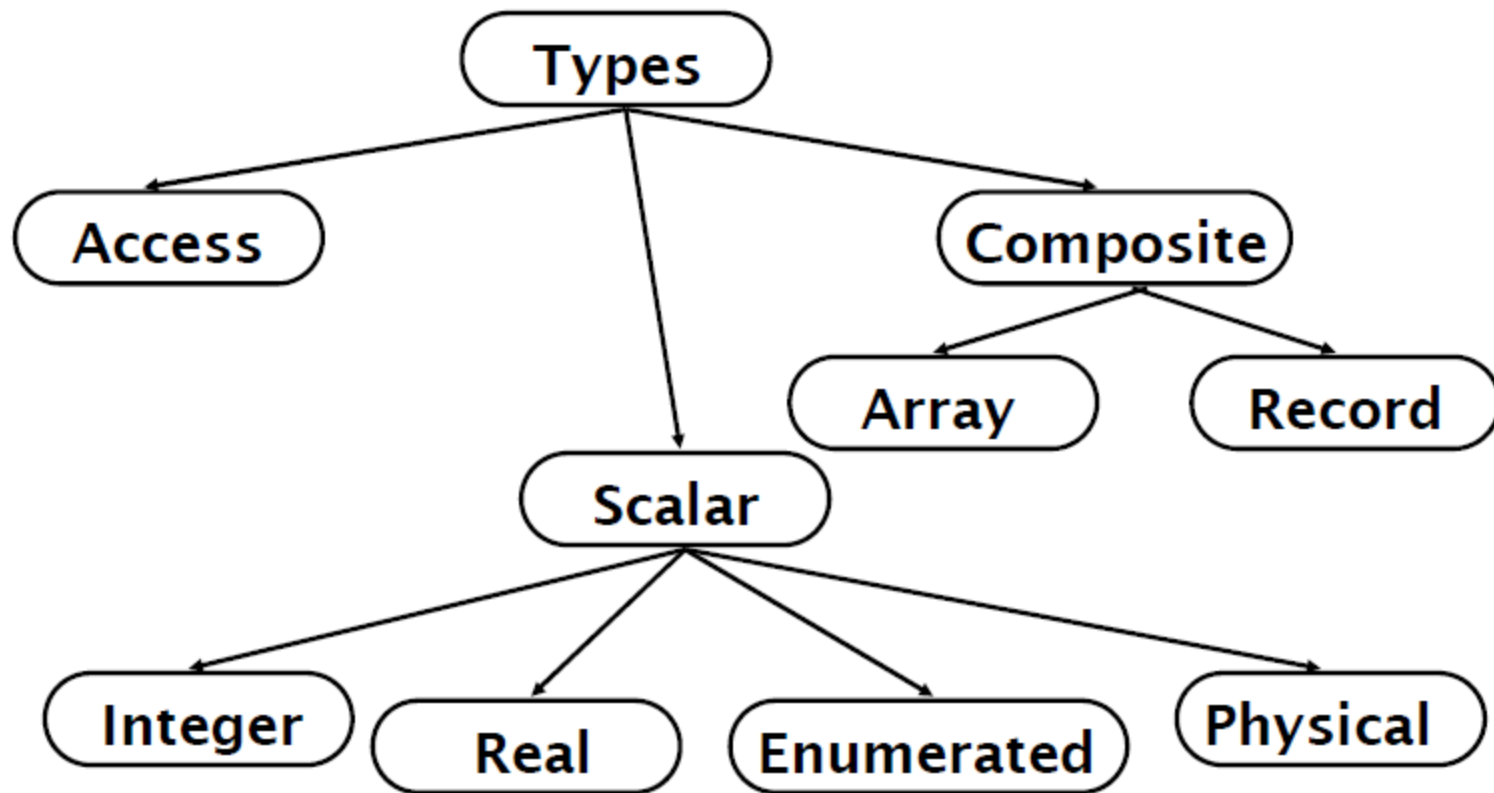 Types
Access
Composite
Array
Record
Scalar
Integer
Real
Enumerated
Physical